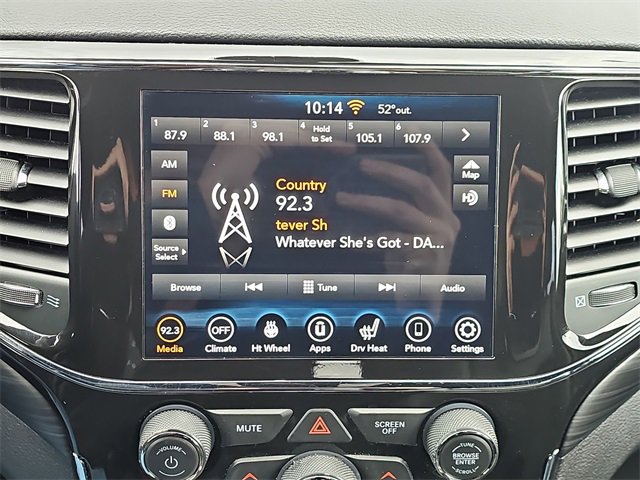 10:14 52°out.
1 87.9 2 88.1 3 98.1 4 Hold to Set 5 105.1 6 107.9
AM
Map
FM
HD
Country
92.3
tever Sh
Whatever She's Got - DA...
Source
Select
Browse Tune Audio
92.3 OFF
Media Climate Ht Wheel Apps Drv Heat Phone Settings
MUTE SCREEN
OFF
VOLUME
TUNE
BROWSE
ENTER
SCROLL